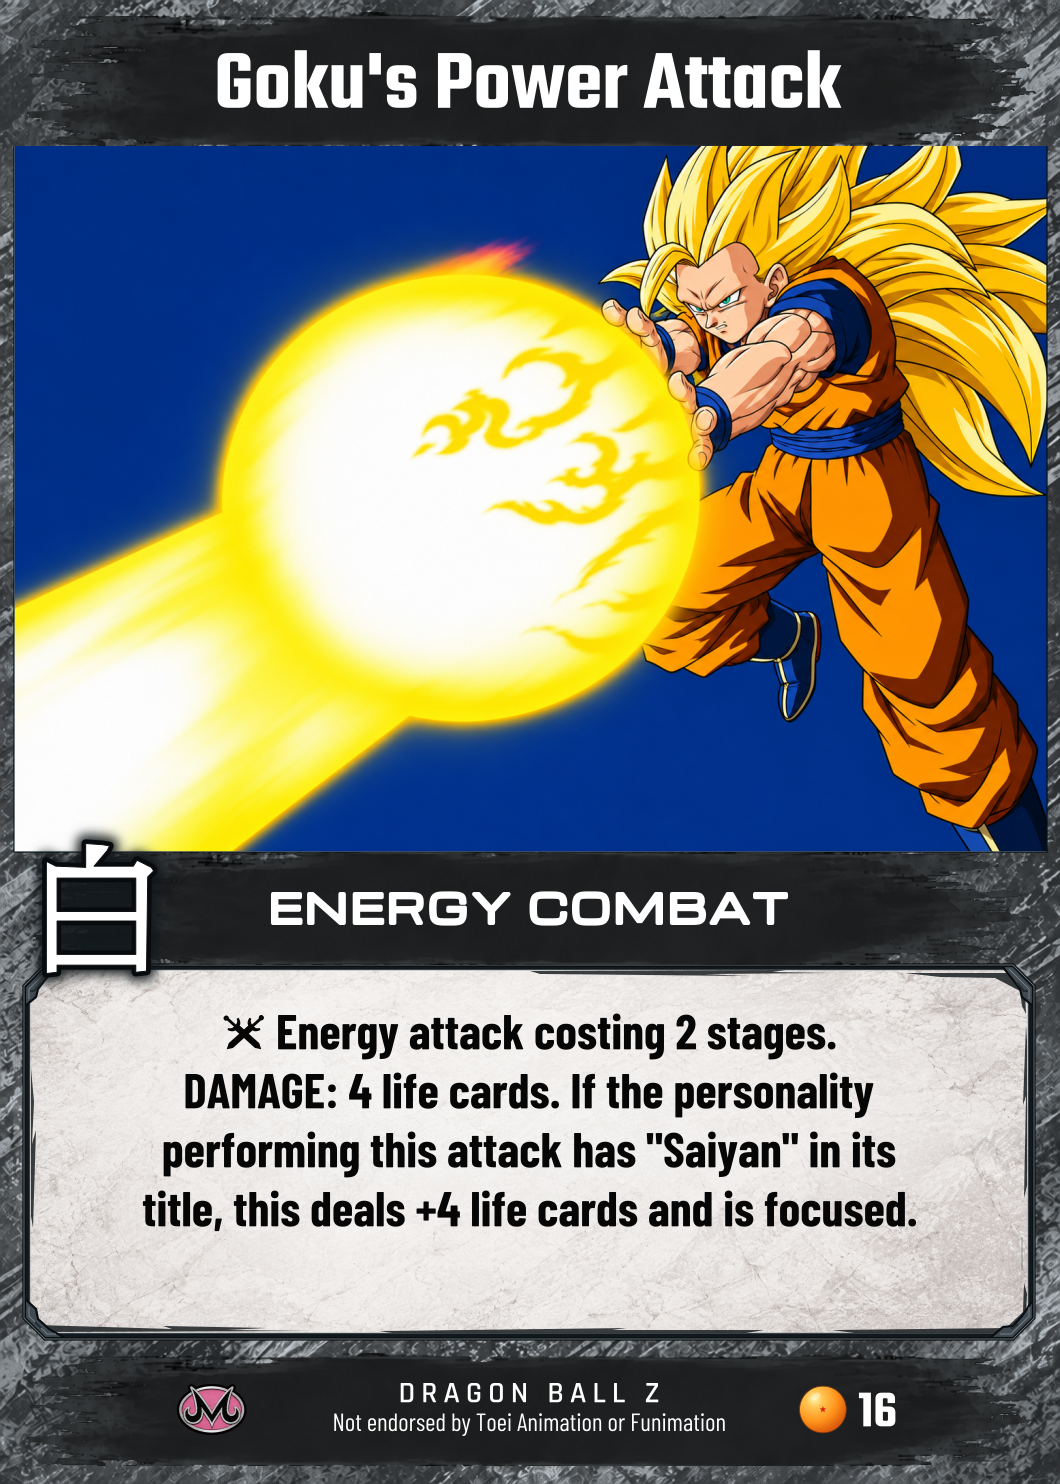 Goku's Power Attack
白
ENERGY COMBAT
Energy attack costing 2 stages.
DAMAGE: 4 life cards. If the personality
performing this attack has "Saiyan" in its
title, this deals +4 life cards and is focused.
DRAGON BALL Z
Not endorsed by Toei Animation or Funimation
16